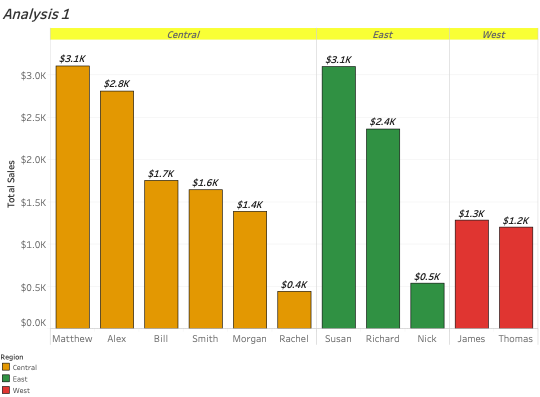 Analysis 1
Central East West
$3.1K $2.8K $1.7K $1.6K $1.4K $0.4K $3.1K $2.4K $0.5K $1.3K $1.2K
Total Sales
$3.0K
$2.5K
$2.0K
$1.5K
$1.0K
$0.5K
$0.0K
Matthew Alex Bill Smith Morgan Rachel Susan Richard Nick James Thomas
Region
Central
East
West